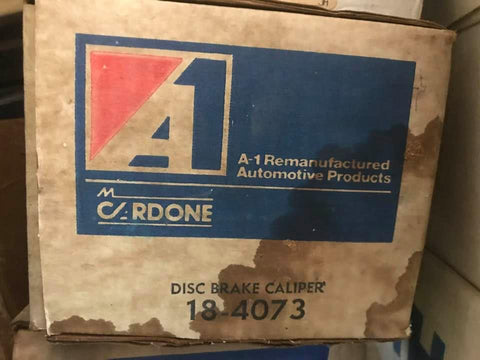 A1
A-1 Remanufactured
Automotive Products
M
CARDONE
DISC BRAKE CALIPER
18-4073